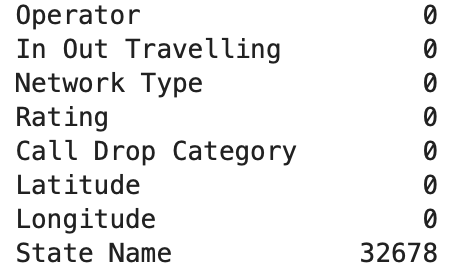 Operator 0
In Out Travelling 0
Network Type 0
Rating 0
Call Drop Category 0
Latitude 0
Longitude 0
State Name 32678